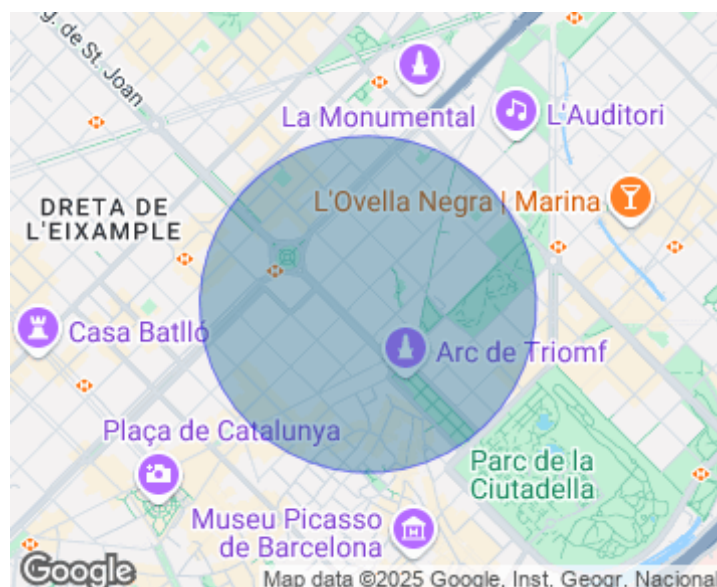 g. de St. Joan
La Monumental
L'Auditori
L'Ovella Negra | Marina
DRETA DE
L'EIXAMPLE
Casa Batlló
Arc de Triomf
Plaça de Catalunya
Parc de la
Ciutadella
Museu Picasso
de Barcelona
Google
Map data ©2025 Google, Inst. Geogr. Nacional